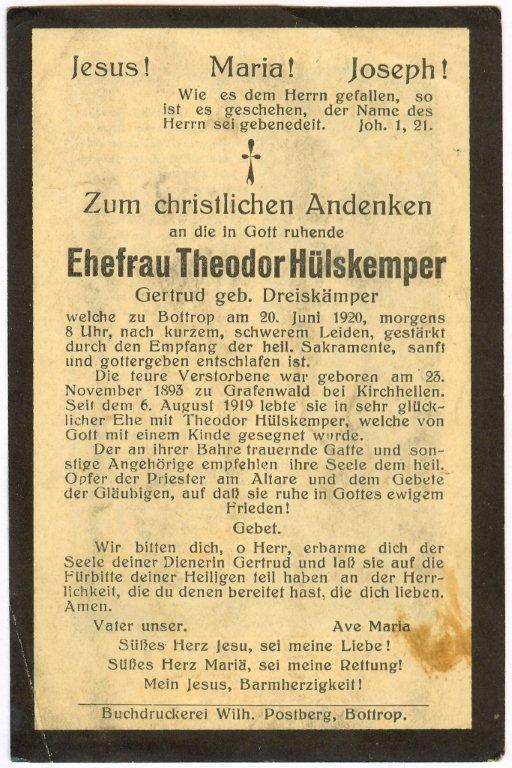 Jesus! Maria! Joseph!
Wie es dem Herrn gefallen, so
ist es geschehen, der Name des
Herrn sei gebenedeit. Joh. 1, 21.
Zum christlichen Andenken
an die in Gott ruhende
Ehefrau Theodor Hülskemper
Gertrud geb. Dreiskämper
welche zu Bottrop am 20. Juni 1920, morgens
8 Uhr, nach kurzem, schwerem Leiden, gestärkt
durch den Empfang der heil. Sakramente, sanft
und gottergeben entschlafen ist.
Die teure Verstorbene war geboren am 23.
November 1893 zu Grafenwald bei Kirchhellen.
Seit dem 6. August 1919 lebte sie in sehr glück-
licher Ehe mit Theodor Hülskemper, welche von
Gott mit einem Kinde gesegnet wurde.
Der an ihrer Bahre trauernde Gatte und son-
stige Angehörige empfehlen ihre Seele dem heil.
Opfer der Priester am Altare und dem Gebete
der Gläubigen, auf daß sie ruhe in Gottes ewigem
Frieden!
Gebet.
Wir bitten dich, o Herr, erbarme dich der
Seele deiner Dienerin Gertrud und laß sie auf die
Fürbitte deiner Heiligen teil haben an der Herr-
lichkeit, die du denen bereitet hast, die dich lieben.
Amen.
Vater unser. Ave Maria
Süßes Herz Jesu, sei meine Liebe!
Süßes Herz Mariä, sei meine Rettung!
Mein Jesus, Barmherzigkeit!
Buchdruckerei Wilh. Postberg, Bottrop.